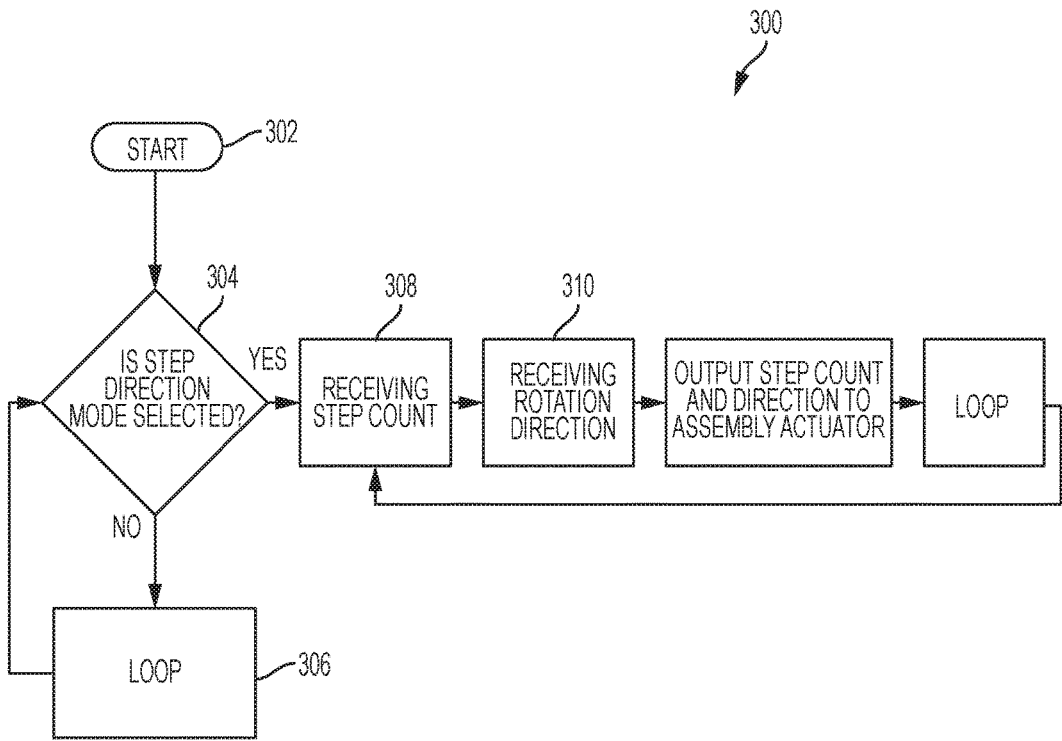 300
START
302
304
IS STEP
DIRECTION
MODE SELECTED?
YES
NO
LOOP
306
308
RECEIVING
STEP COUNT
310
RECEIVING
ROTATION
DIRECTION
OUTPUT STEP COUNT
AND DIRECTION TO
ASSEMBLY ACTUATOR
LOOP